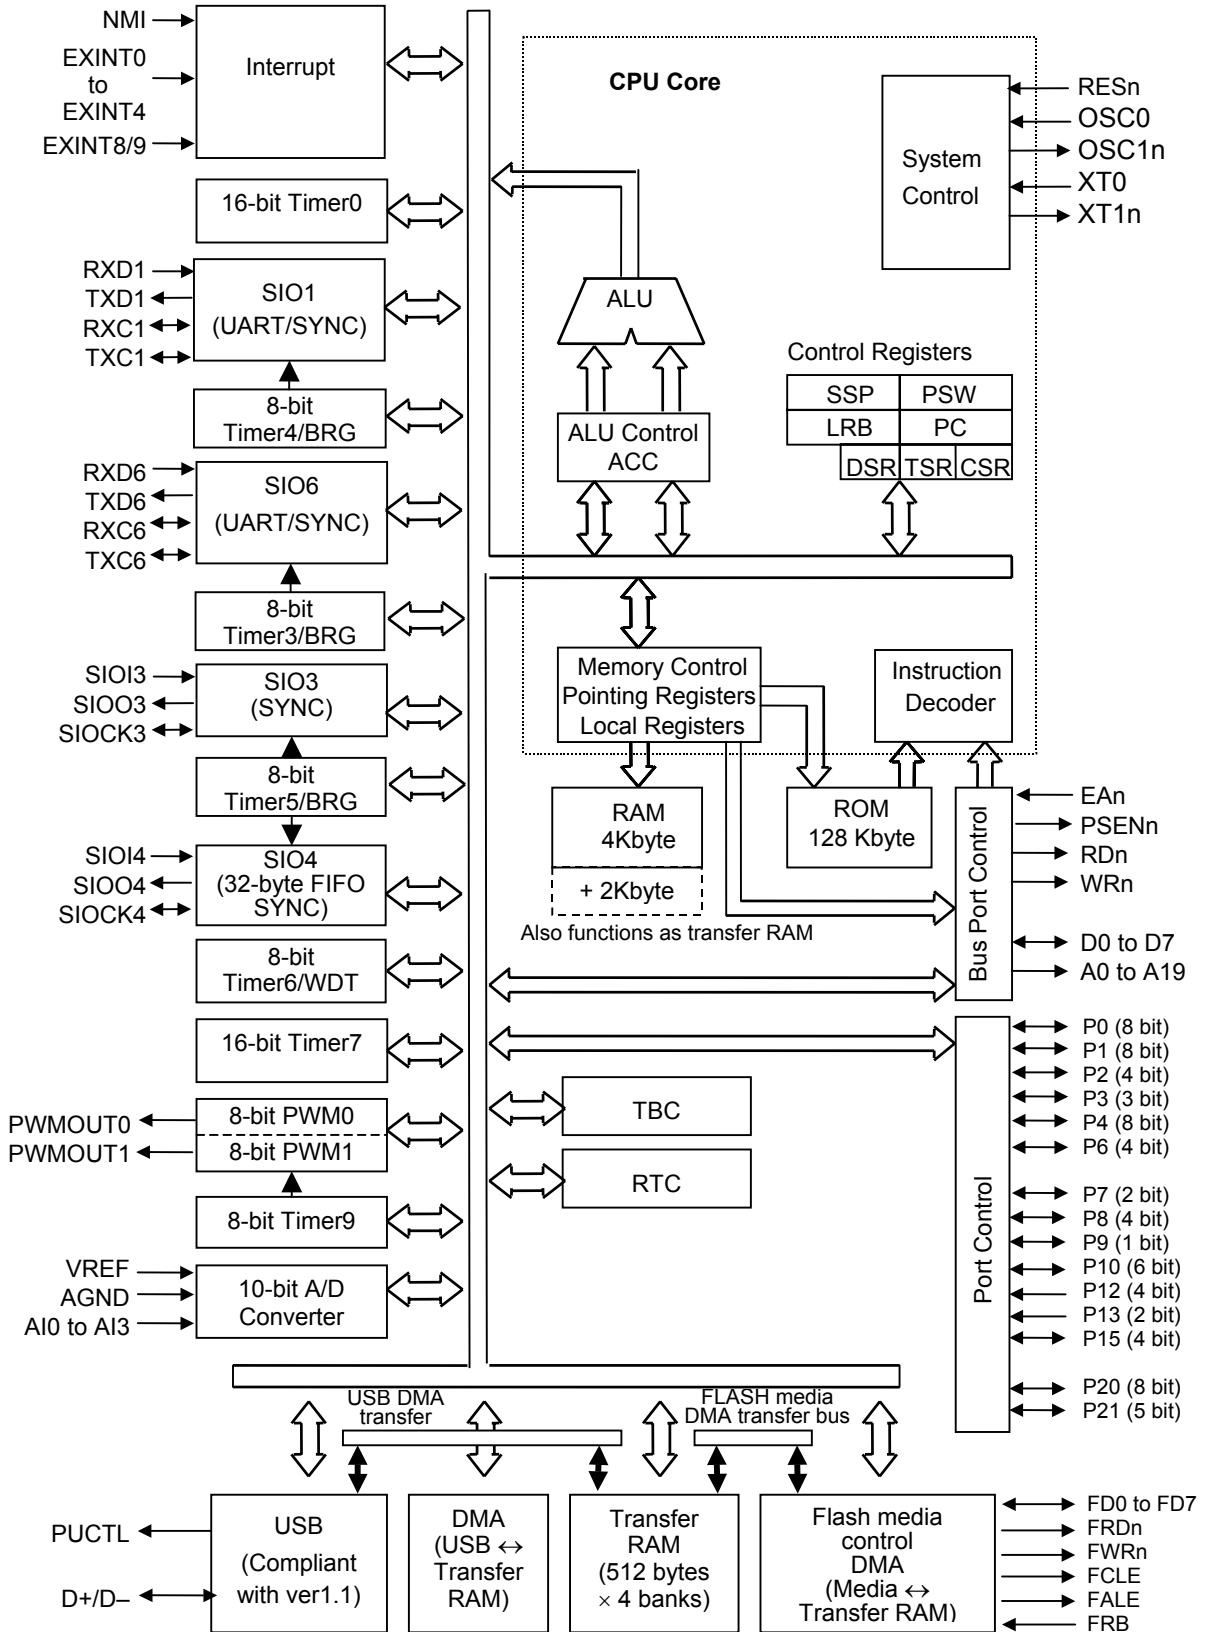 NMI
EXINT0
to
EXINT4
EXINT8/9
Interrupt
CPU Core
System
Control
RESn
OSC0
OSC1n
XT0
XT1n
16-bit Timer0
RXD1
TXD1
RXC1
TXC1
SIO1
(UART/SYNC)
ALU
Control Registers
SSP
PSW
LRB
PC
DSR
TSR
CSR
8-bit
Timer4/BRG
ALU Control
ACC
RXD6
TXD6
RXC6
TXC6
SIO6
(UART/SYNC)
8-bit
Timer3/BRG
Memory Control
Pointing Registers
Local Registers
Instruction
Decoder
SIOI3
SIOO3
SIOCK3
SIO3
(SYNC)
8-bit
Timer5/BRG
RAM
4Kbyte
+ 2Kbyte
Also functions as transfer RAM
ROM
128 Kbyte
Bus Port Control
EAn
PSENn
RDn
WRn
D0 to D7
A0 to A19
SIOI4
SIOO4
SIOCK4
SIO4
(32-byte FIFO
SYNC)
8-bit
Timer6/WDT
16-bit Timer7
PWMOUT0
PWMOUT1
8-bit PWM0
8-bit PWM1
TBC
RTC
8-bit Timer9
Port Control
P0 (8 bit)
P1 (8 bit)
P2 (4 bit)
P3 (3 bit)
P4 (8 bit)
P6 (4 bit)
P7 (2 bit)
P8 (4 bit)
P9 (1 bit)
P10 (6 bit)
P12 (4 bit)
P13 (2 bit)
P15 (4 bit)
P20 (8 bit)
P21 (5 bit)
VREF
AGND
AI0 to AI3
10-bit A/D
Converter
USB DMA
transfer
FLASH media
DMA transfer bus
PUCTL
D+/D–
USB
(Compliant
with ver1.1)
DMA
(USB ↔
Transfer
RAM)
Transfer
RAM
(512 bytes
× 4 banks)
Flash media
control
DMA
(Media ↔
Transfer RAM)
FD0 to FD7
FRDn
FWRn
FCLE
FALE
FRB